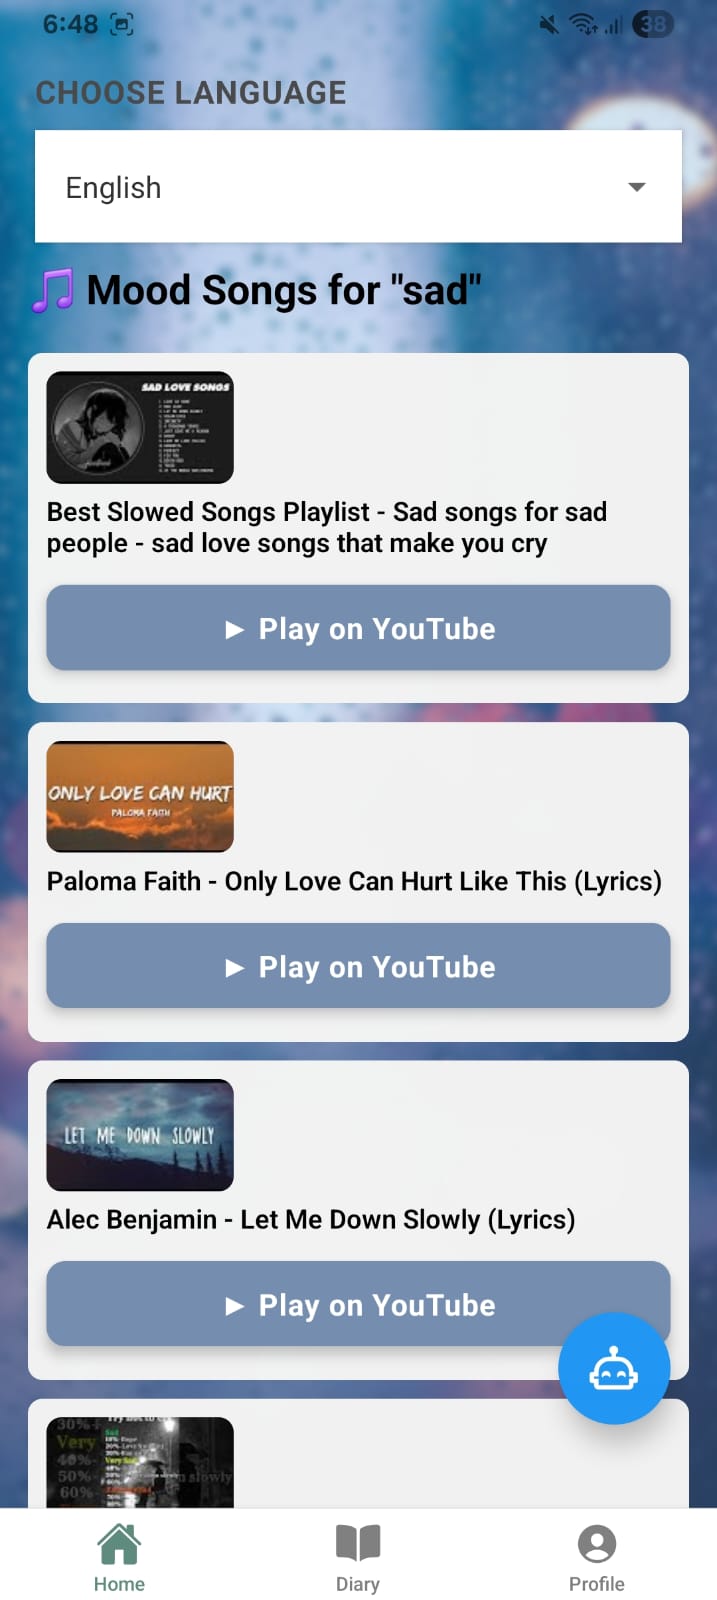 6:48
38
CHOOSE LANGUAGE
English
Mood Songs for "sad"
SAD LOVE SONGS
Best Slowed Songs Playlist - Sad songs for sad
people - sad love songs that make you cry
▶ Play on YouTube
ONLY LOVE CAN HURT
PALOMA FAITH
Paloma Faith - Only Love Can Hurt Like This (Lyrics)
▶ Play on YouTube
LET ME DOWN SLOWLY
Alec Benjamin - Let Me Down Slowly (Lyrics)
▶ Play on YouTube
30%
Very
40%
50%
slowly
60%
Home
Diary
Profile